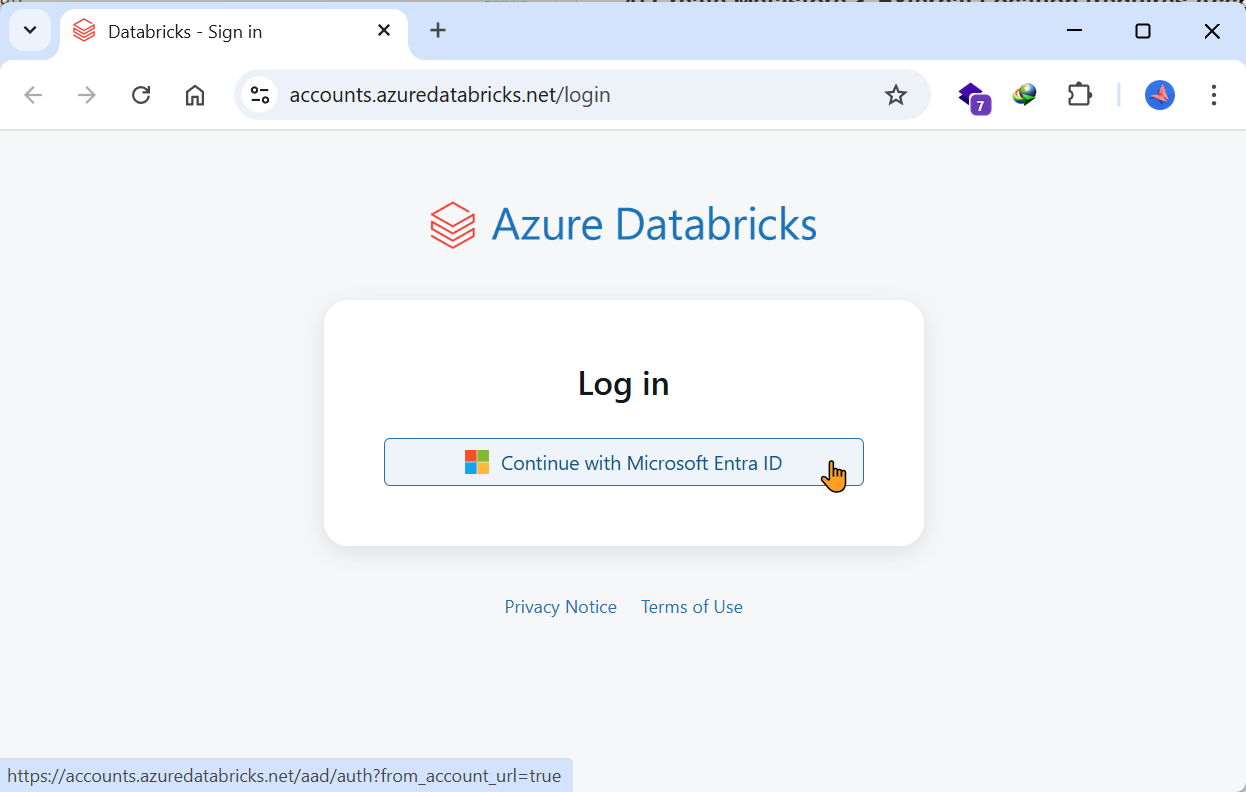 Databricks - Sign in
accounts.azuredatabricks.net/login
7
Azure Databricks
Log in
Continue with Microsoft Entra ID
Privacy Notice Terms of Use
https://accounts.azuredatabricks.net/aad/auth?from_account_url=true